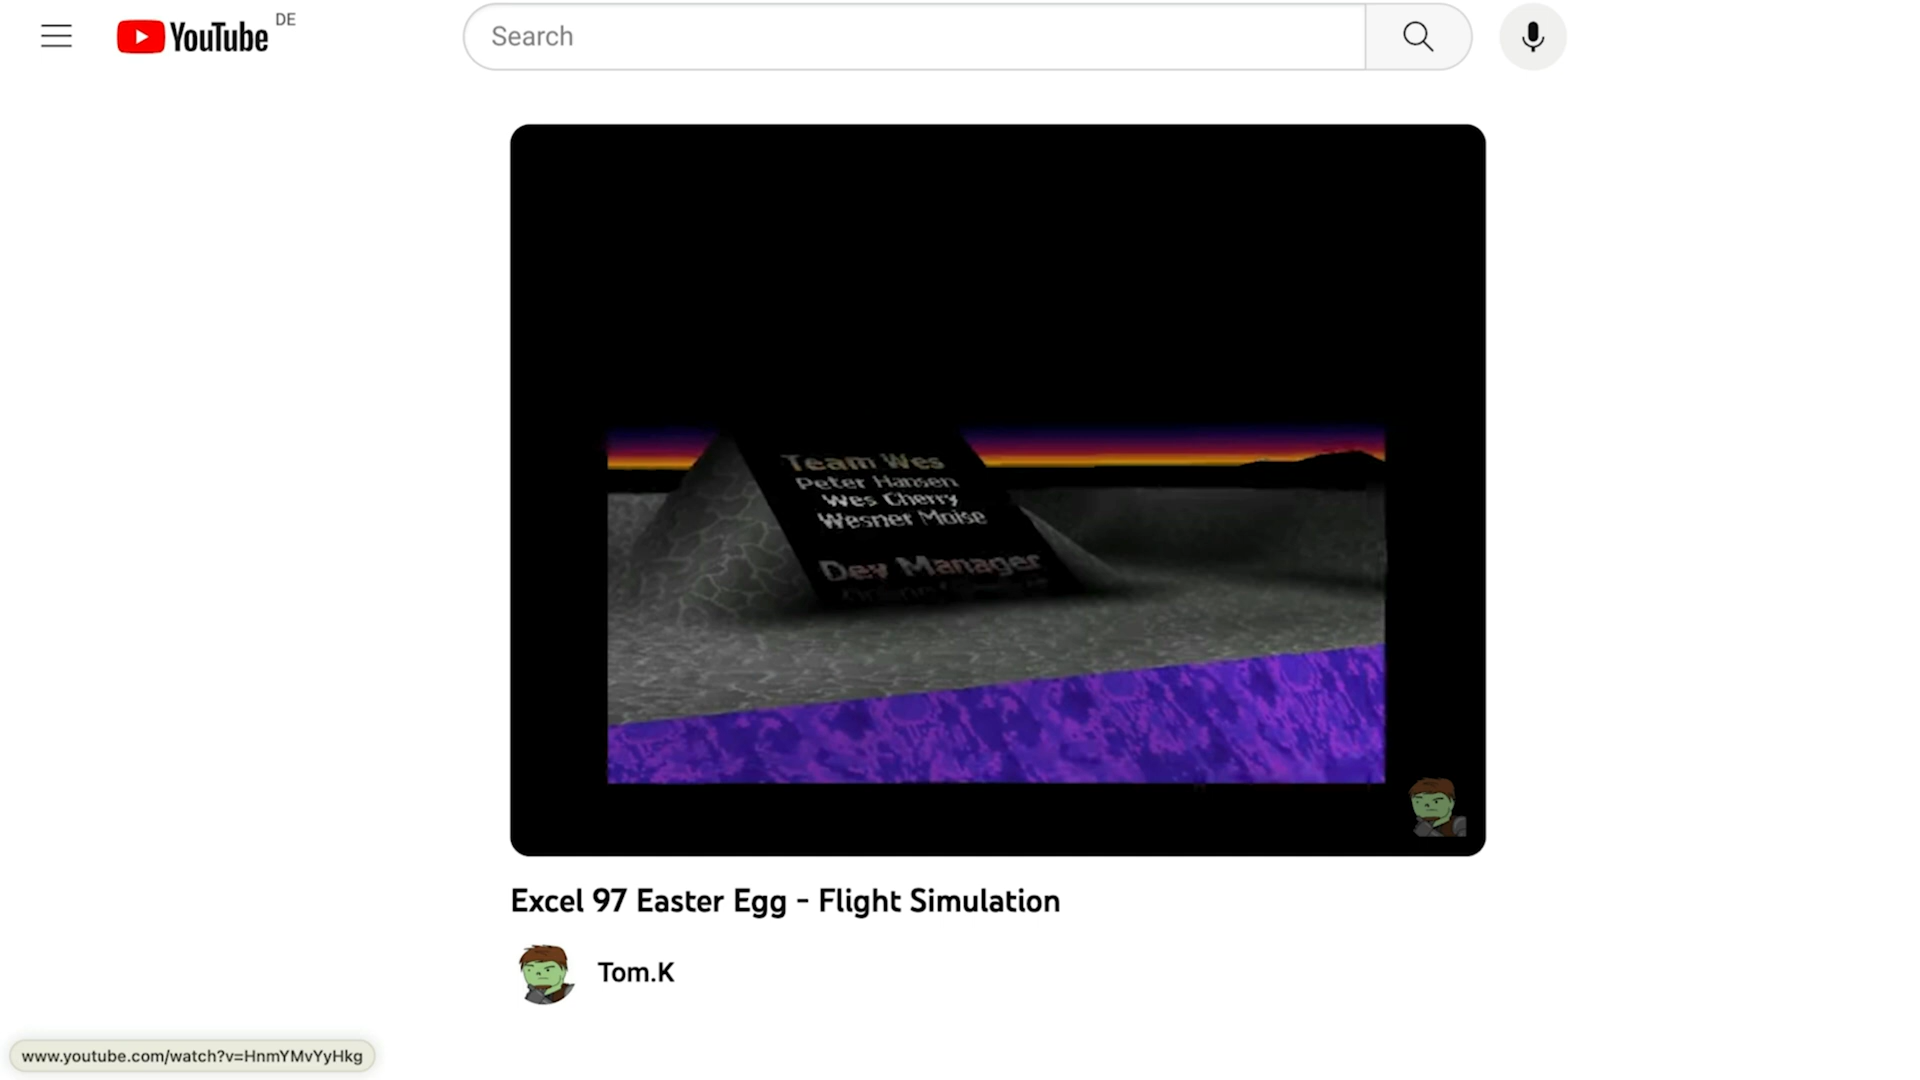 YouTube DE
Search
Team Wes
Peter Hansen
Wes Cherry
Wesner Moise
Dev Manager
Excel 97 Easter Egg - Flight Simulation
Tom.K
www.youtube.com/watch?v=HnmYMvYyHkg